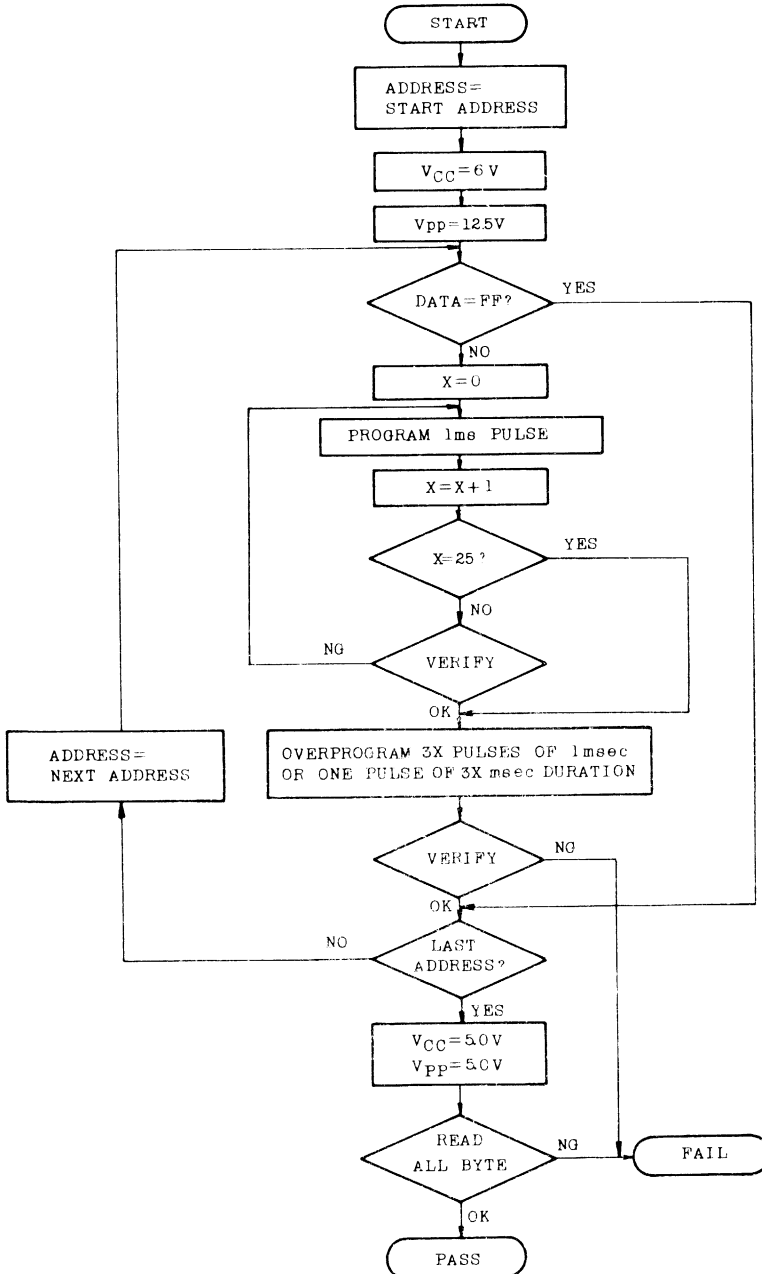 START
ADDRESS=
START ADDRESS
VCC=6V
Vpp=12.5V
DATA=FF?
YES
NO
X=0
PROGRAM 1ms PULSE
X=X+1
X=25?
YES
NO
VERIFY
NG
OK
ADDRESS=
NEXT ADDRESS
OVERPROGRAM 3X PULSES OF 1msec
OR ONE PULSE OF 3X msec DURATION
VERIFY
NG
OK
NO
LAST
ADDRESS?
YES
VCC=5.0V
VPP=5.0V
READ
ALL BYTE
NG
FAIL
OK
PASS